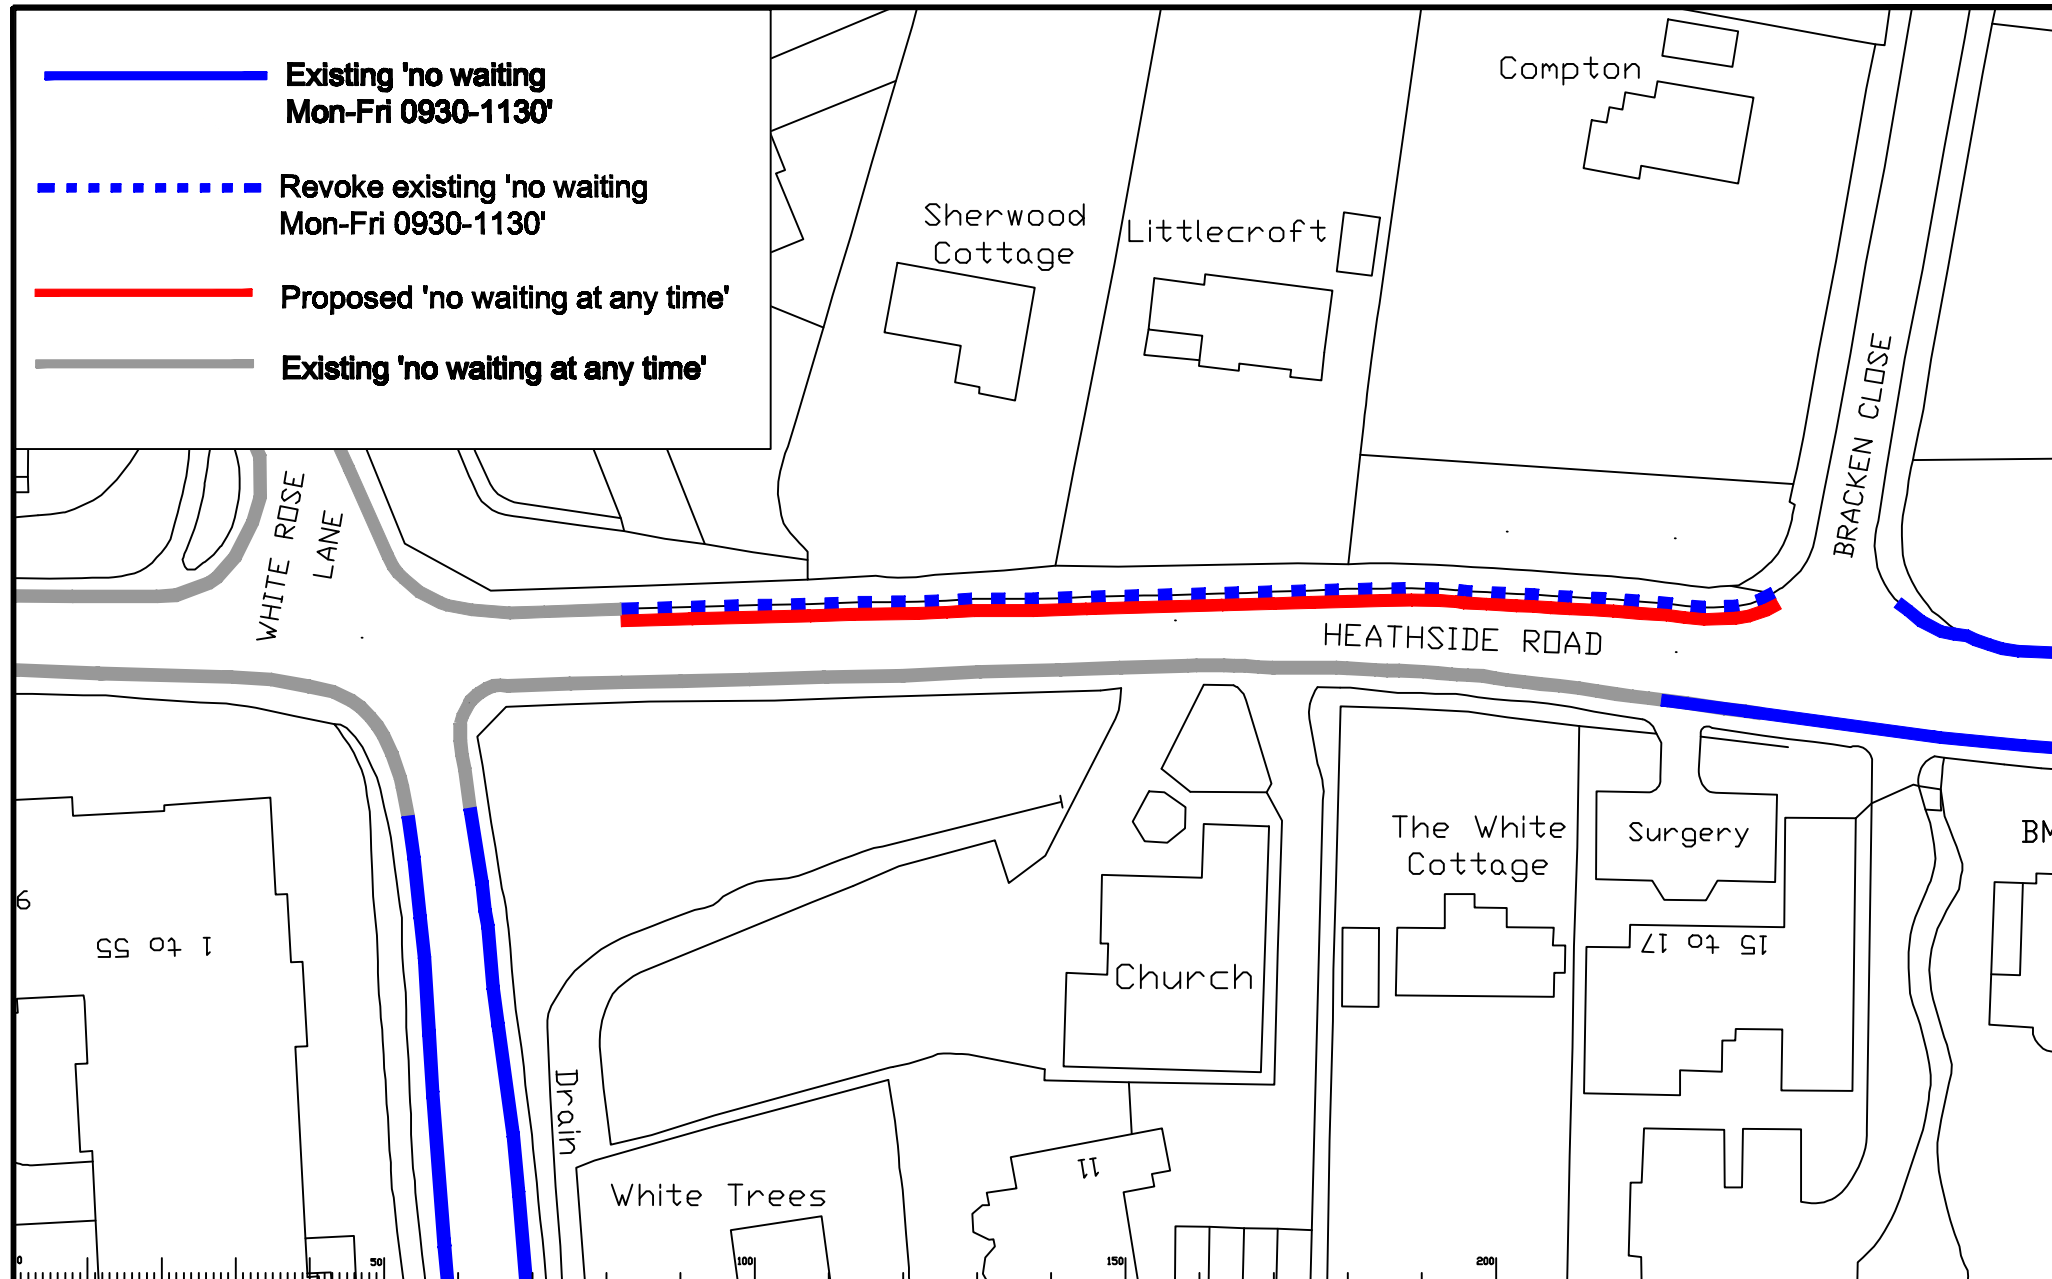 Existing 'no waiting
Mon-Fri 0930-1130'
Revoke existing 'no waiting
Mon-Fri 0930-1130'
Proposed 'no waiting at any time'
Existing 'no waiting at any time'
Compton
Sherwood
Cottage
Littlecroft
BRACKEN CLOSE
WHITE ROSE
LANE
HEATHSIDE ROAD
The White
Cottage
Surgery
BM
6
1 to 55
15 to 17
Church
Drain
11
White Trees
0
50
100
150
200